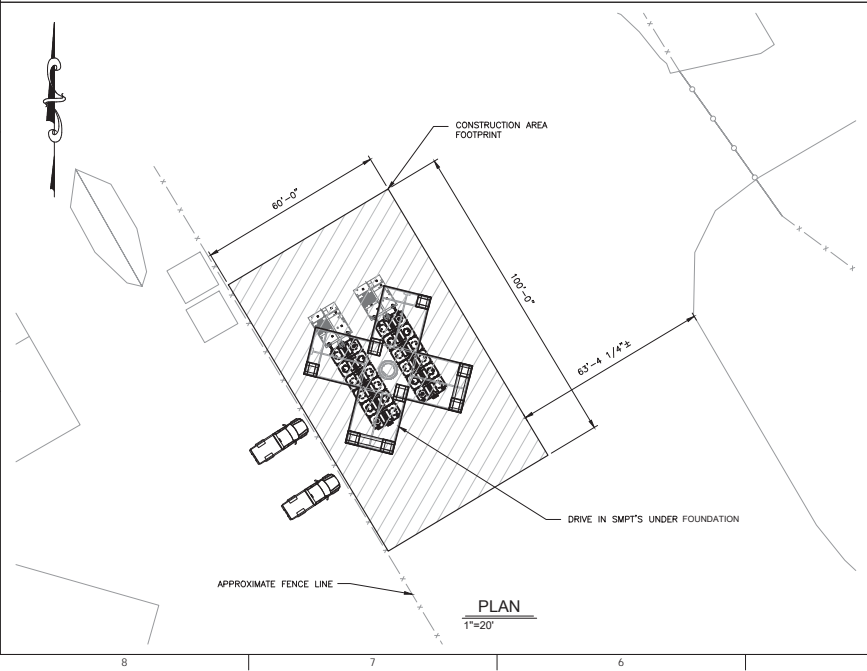 CONSTRUCTION AREA
FOOTPRINT
60'-0"
100'-0"
63'-4 1/4"±
DRIVE IN SMPT'S UNDER FOUNDATION
APPROXIMATE FENCE LINE
PLAN
1"=20'
8 7 6